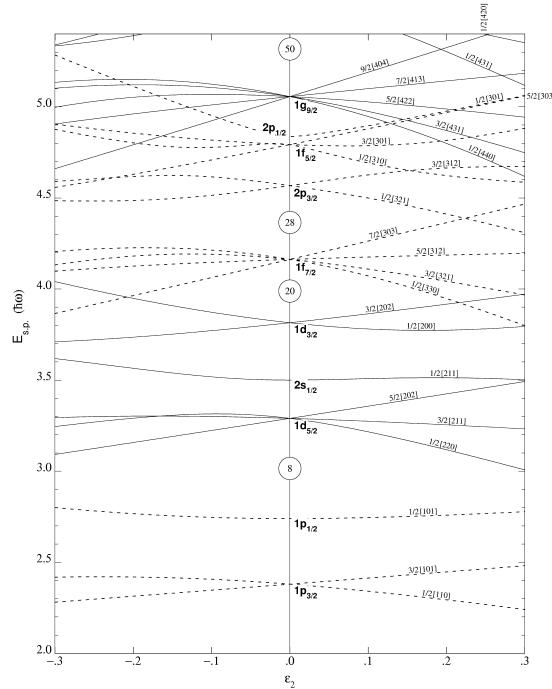 1/2[420]
50
9/2[404]
1/2[431]
7/2[413]
5.0
1g9/2
5/2[422]
1/2[301]
5/2[303
2p1/2
3/2[431]
3/2[301]
1f5/2
1/2[310]
1/2[440]
3/2[312]
4.5
2p3/2
1/2[321]
28
7/2[303]
5/2[312]
1f7/2
3/2[321]
4.0
20
1/2[330]
3/2[202]
1d3/2
1/2[200]
Es.p. (ħω)
3.5
2s1/2
1/2[211]
5/2[202]
1d5/2
3/2[211]
1/2[220]
3.0
8
1/2[101]
1p1/2
2.5
3/2[101]
1p3/2
1/2[110]
2.0
−.3 −.2 −.1 .0 .1 .2 .3
ε2